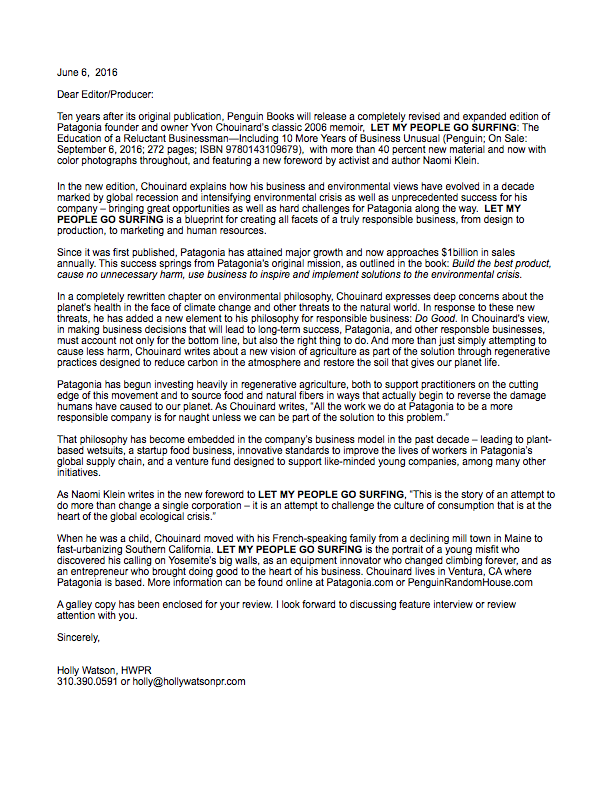 June 6,  2016
Dear Editor/Producer:
Ten years after its original publication, Penguin Books will release a completely revised and expanded edition of
Patagonia founder and owner Yvon Chouinard's classic 2006 memoir,  LET MY PEOPLE GO SURFING: The
Education of a Reluctant Businessman—Including 10 More Years of Business Unusual (Penguin; On Sale:
September 6, 2016; 272 pages; ISBN 9780143109679),  with more than 40 percent new material and now with
color photographs throughout, and featuring a new foreword by activist and author Naomi Klein.
In the new edition, Chouinard explains how his business and environmental views have evolved in a decade
marked by global recession and intensifying environmental crisis as well as unprecedented success for his
company – bringing great opportunities as well as hard challenges for Patagonia along the way.  LET MY
PEOPLE GO SURFING is a blueprint for creating all facets of a truly responsible business, from design to
production, to marketing and human resources.
Since it was first published, Patagonia has attained major growth and now approaches $1billion in sales
annually. This success springs from Patagonia's original mission, as outlined in the book: Build the best product,
cause no unnecessary harm, use business to inspire and implement solutions to the environmental crisis.
In a completely rewritten chapter on environmental philosophy, Chouinard expresses deep concerns about the
planet's health in the face of climate change and other threats to the natural world. In response to these new
threats, he has added a new element to his philosophy for responsible business: Do Good. In Chouinard's view,
in making business decisions that will lead to long-term success, Patagonia, and other responsble businesses,
must account not only for the bottom line, but also the right thing to do. And more than just simply attempting to
cause less harm, Chouinard writes about a new vision of agriculture as part of the solution through regenerative
practices designed to reduce carbon in the atmosphere and restore the soil that gives our planet life.
Patagonia has begun investing heavily in regenerative agriculture, both to support practitioners on the cutting
edge of this movement and to source food and natural fibers in ways that actually begin to reverse the damage
humans have caused to our planet. As Chouinard writes, “All the work we do at Patagonia to be a more
responsible company is for naught unless we can be part of the solution to this problem.”
That philosophy has become embedded in the company's business model in the past decade – leading to plant-
based wetsuits, a startup food business, innovative standards to improve the lives of workers in Patagonia's
global supply chain, and a venture fund designed to support like-minded young companies, among many other
initiatives.
As Naomi Klein writes in the new foreword to LET MY PEOPLE GO SURFING, “This is the story of an attempt to
do more than change a single corporation – it is an attempt to challenge the culture of consumption that is at the
heart of the global ecological crisis.”
When he was a child, Chouinard moved with his French-speaking family from a declining mill town in Maine to
fast-urbanizing Southern California. LET MY PEOPLE GO SURFING is the portrait of a young misfit who
discovered his calling on Yosemite's big walls, as an equipment innovator who changed climbing forever, and as
an entrepreneur who brought doing good to the heart of his business. Chouinard lives in Ventura, CA where
Patagonia is based. More information can be found online at Patagonia.com or PenguinRandomHouse.com
A galley copy has been enclosed for your review. I look forward to discussing feature interview or review
attention with you.
Sincerely,
Holly Watson, HWPR
310.390.0591 or holly@hollywatsonpr.com